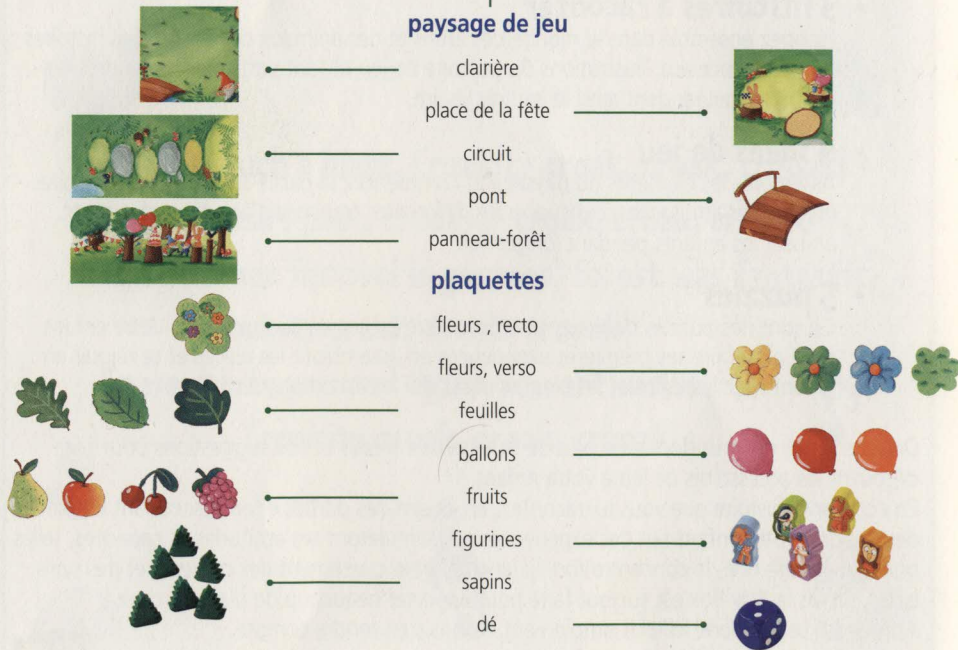 paysage de jeu
clairière
place de la fête
circuit
pont
panneau-forêt
plaquettes
fleurs, recto
fleurs, verso
feuilles
ballons
fruits
figurines
sapins
dé